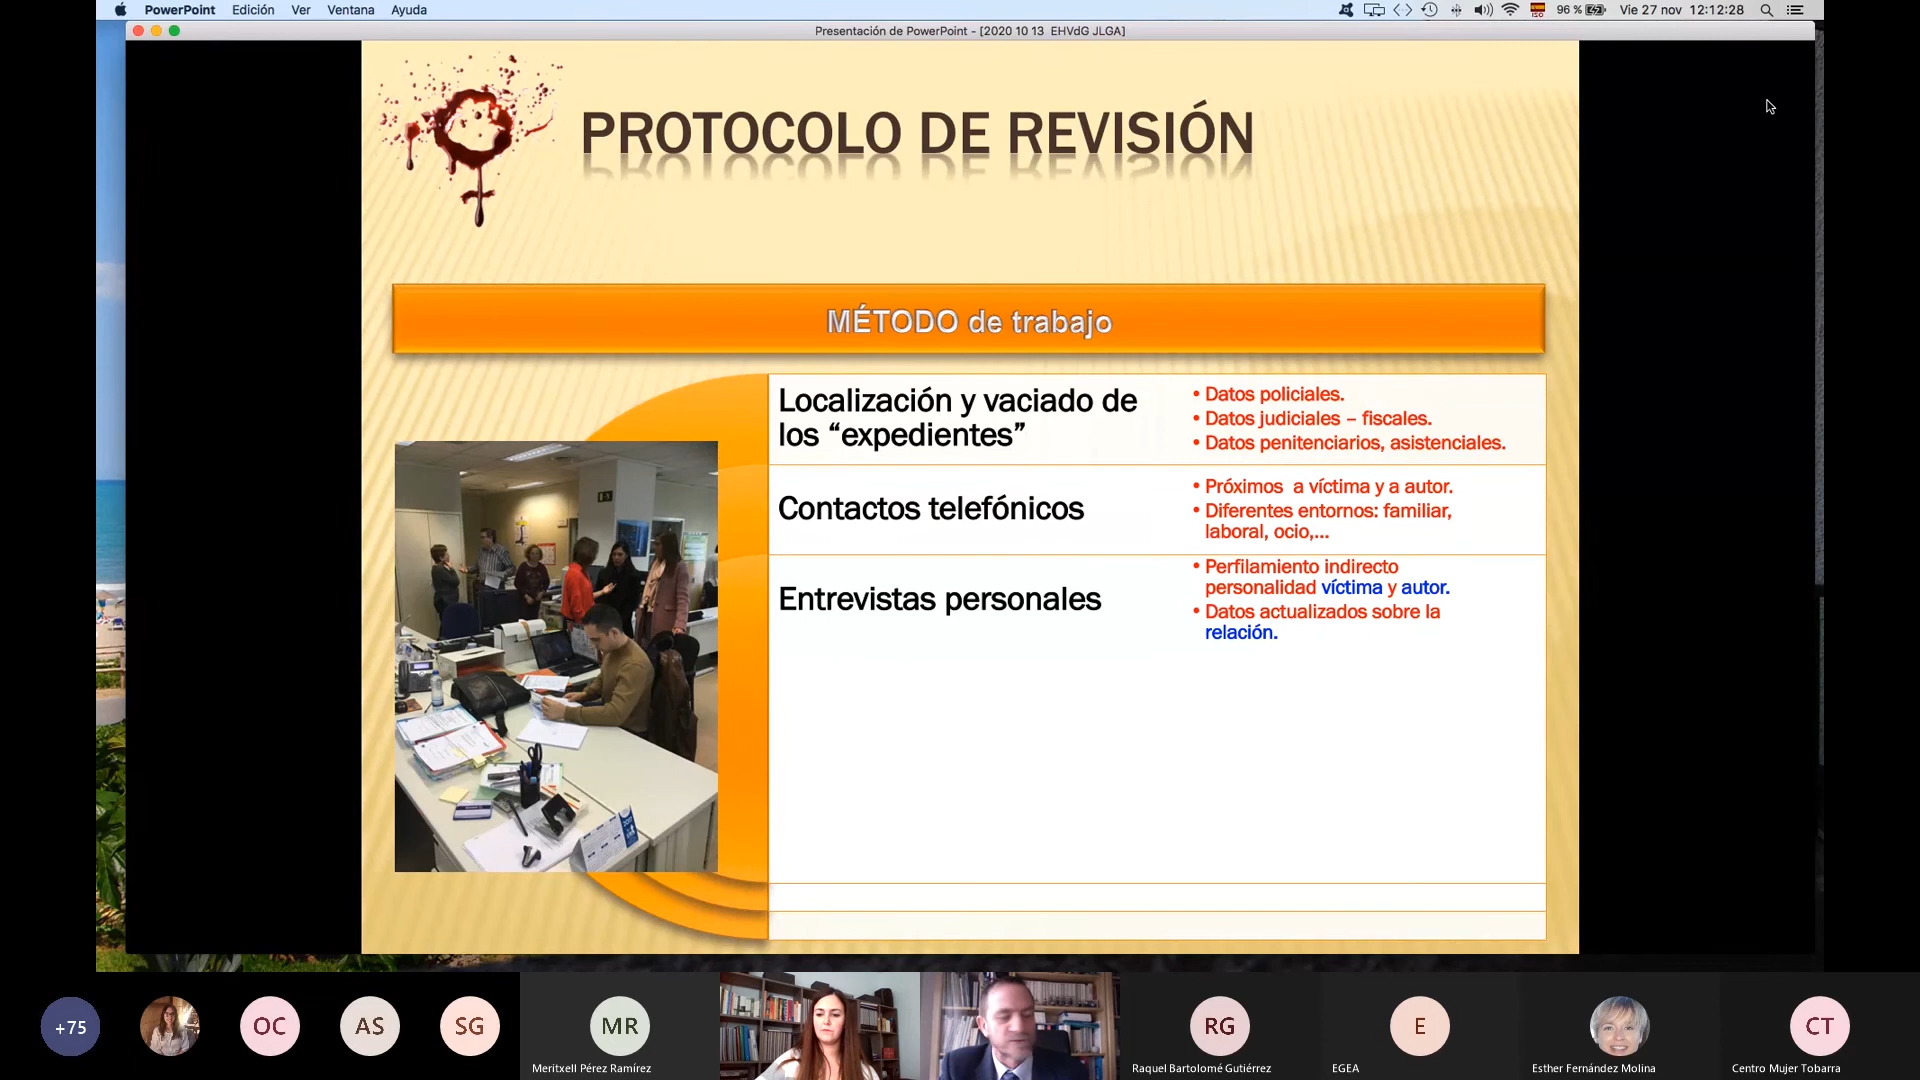 PowerPoint Edición Ver Ventana Ayuda
ISO 96 % Vie 27 nov 12:12:28
Presentación de PowerPoint - [2020 10 13 EHVdG JLGA]
PROTOCOLO DE REVISIÓN
MÉTODO de trabajo
Localización y vaciado de
los “expedientes”
• Datos policiales.
• Datos judiciales – fiscales.
• Datos penitenciarios, asistenciales.
Contactos telefónicos
• Próximos a víctima y a autor.
• Diferentes entornos: familiar,
laboral, ocio,...
Entrevistas personales
• Perfilamiento indirecto
personalidad víctima y autor.
• Datos actualizados sobre la
relación.
+75
OC
AS
SG
MR
Meritxell Pérez Ramírez
RG
Raquel Bartolomé Gutiérrez
E
EGEA
Esther Fernández Molina
CT
Centro Mujer Tobarra